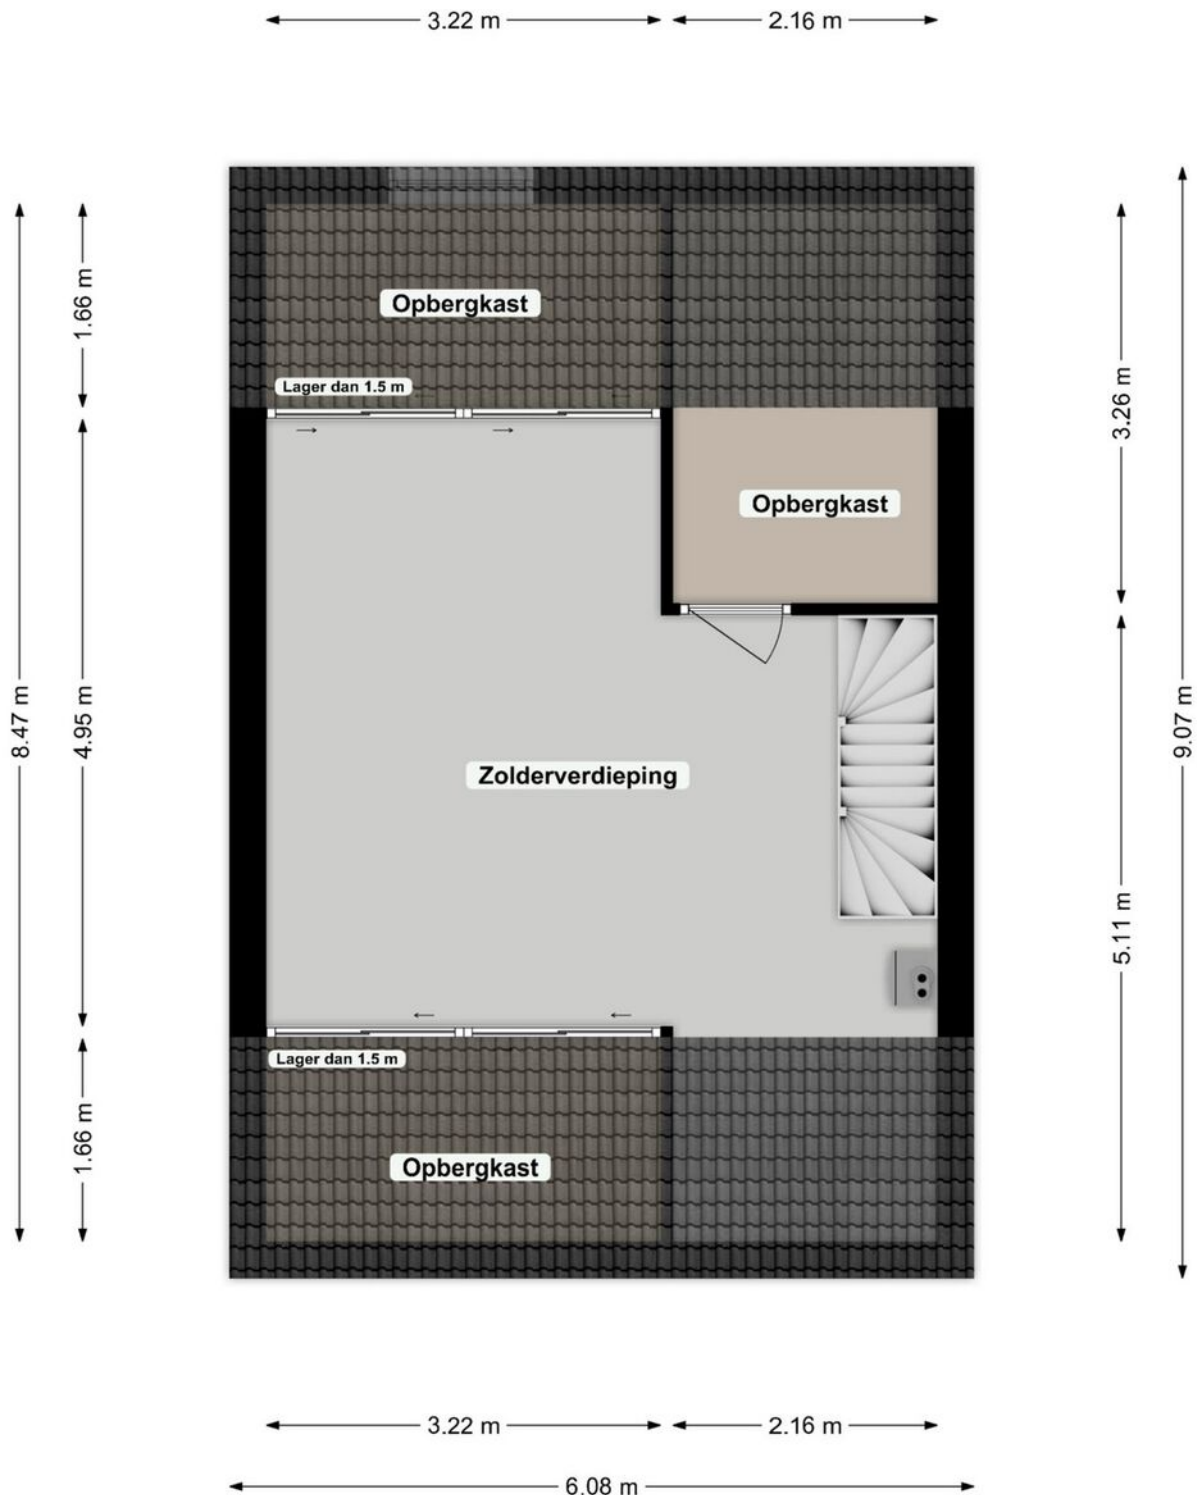 3.22 m
2.16 m
Opbergkast
Lager dan 1.5 m
1.66 m
3.26 m
Opbergkast
8.47 m
4.95 m
9.07 m
Zolderverdieping
5.11 m
Lager dan 1.5 m
1.66 m
Opbergkast
3.22 m
2.16 m
6.08 m